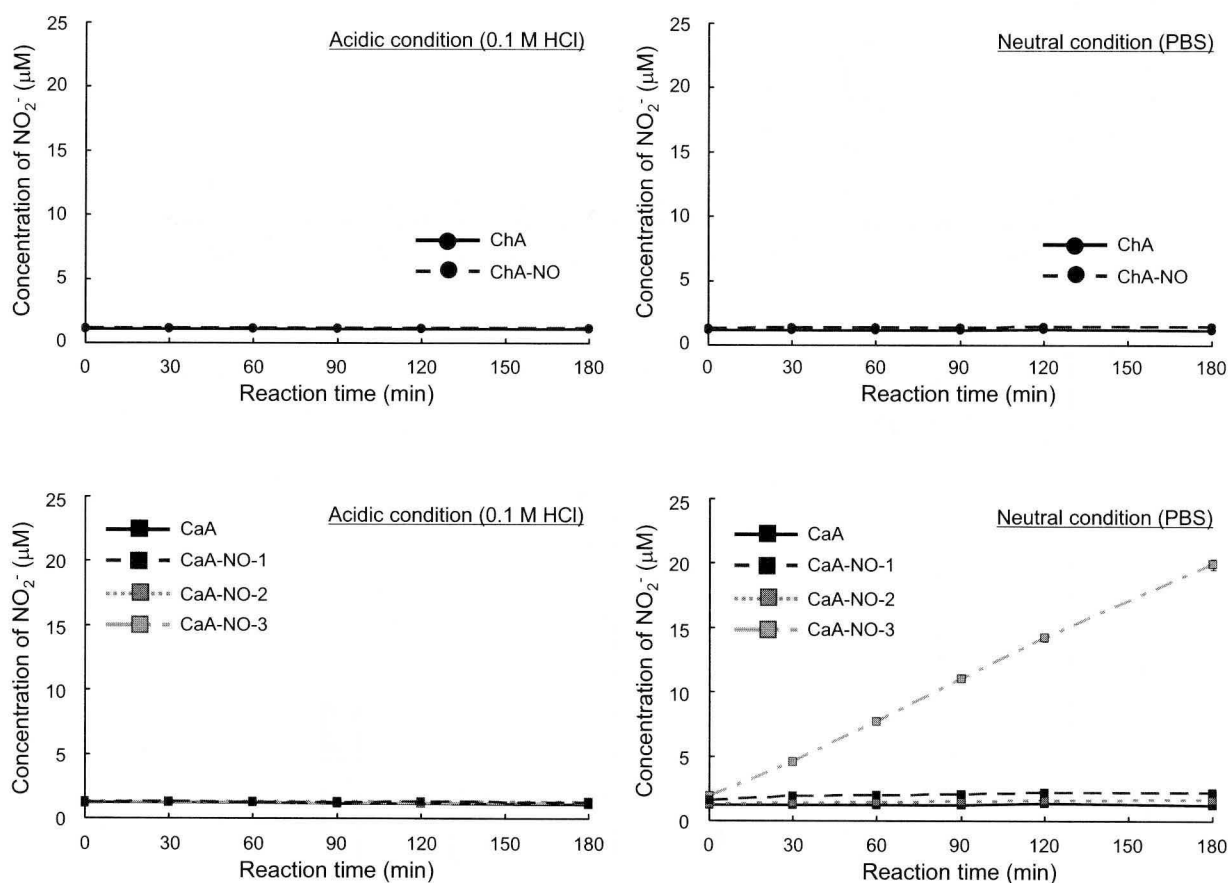 Acidic condition (0.1 M HCl)
Concentration of NO₂⁻ (μM)
25
20
15
10
5
0
ChA
ChA-NO
0 30 60 90 120 150 180
Reaction time (min)
Neutral condition (PBS)
Concentration of NO₂⁻ (μM)
25
20
15
10
5
0
ChA
ChA-NO
0 30 60 90 120 150 180
Reaction time (min)
Acidic condition (0.1 M HCl)
Concentration of NO₂⁻ (μM)
25
20
15
10
5
0
CaA
CaA-NO-1
CaA-NO-2
CaA-NO-3
0 30 60 90 120 150 180
Reaction time (min)
Neutral condition (PBS)
Concentration of NO₂⁻ (μM)
25
20
15
10
5
0
CaA
CaA-NO-1
CaA-NO-2
CaA-NO-3
0 30 60 90 120 150 180
Reaction time (min)